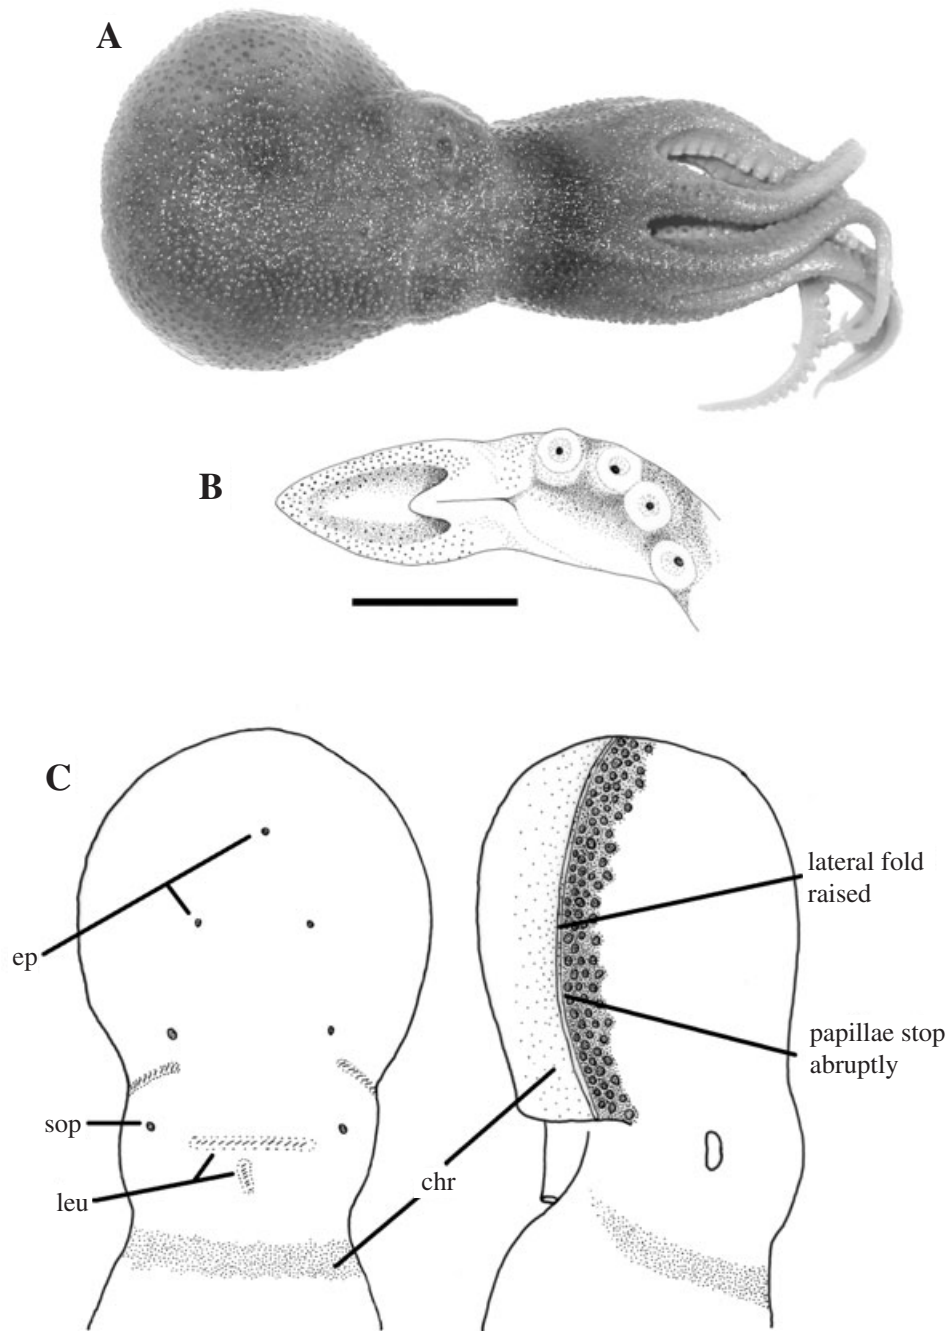 A
B
C
lateral fold
raised
ep
papillae stop
abruptly
sop
chr
leu